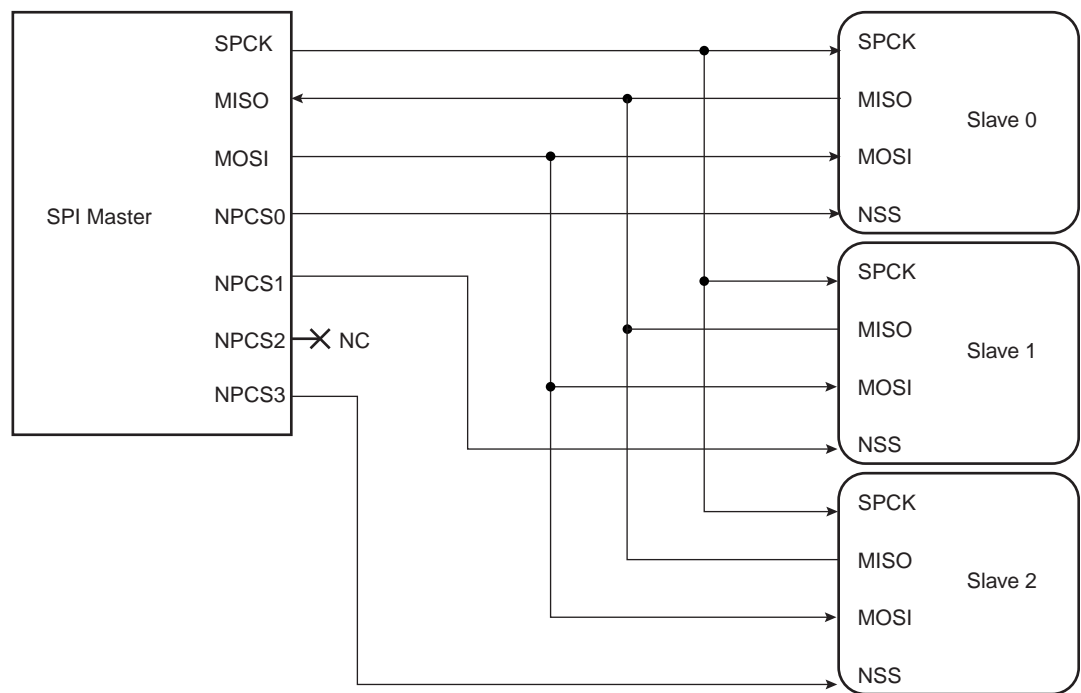 SPI Master
SPCK
MISO
MOSI
NPCS0
NPCS1
NPCS2
NC
NPCS3
SPCK
MISO
Slave 0
MOSI
NSS
SPCK
MISO
Slave 1
MOSI
NSS
SPCK
MISO
Slave 2
MOSI
NSS